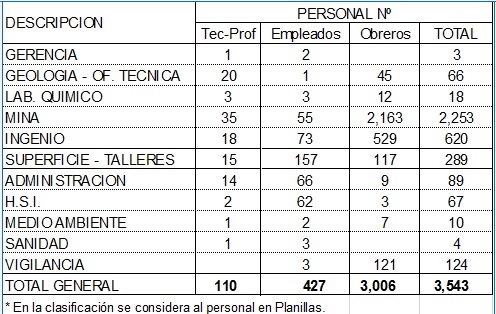 DESCRIPCION PERSONAL Nº
Tec-Prof Empleados Obreros TOTAL
GERENCIA 1 2 3
GEOLOGIA - OF. TECNICA 20 1 45 66
LAB. QUIMICO 3 3 12 18
MINA 35 55 2,163 2,253
INGENIO 18 73 529 620
SUPERFICIE - TALLERES 15 157 117 289
ADMINISTRACION 14 66 9 89
H.S.I. 2 62 3 67
MEDIO AMBIENTE 1 2 7 10
SANIDAD 1 3 4
VIGILANCIA 3 121 124
TOTAL GENERAL 110 427 3,006 3,543
* En la clasificación se considera al personal en Planillas.